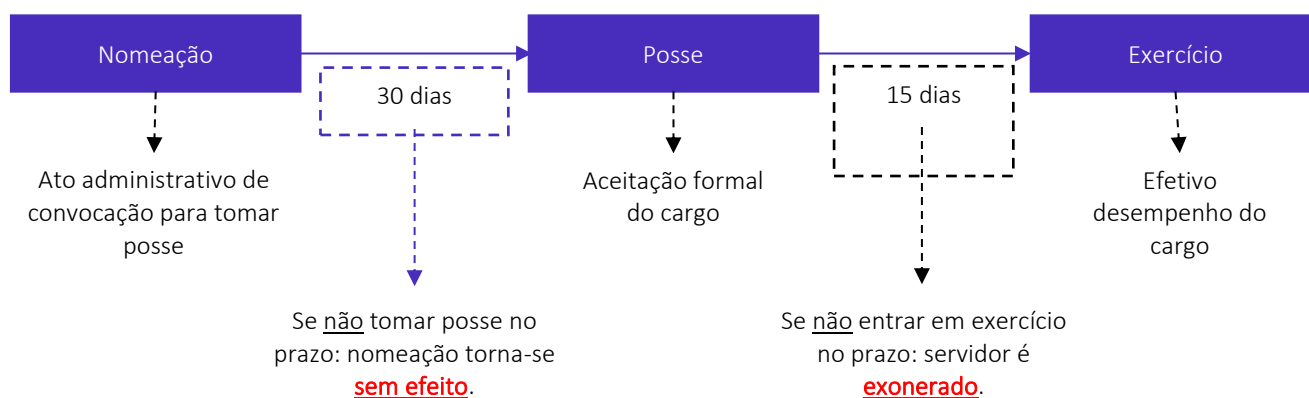 Nomeação
Posse
Exercício
30 dias
15 dias
Ato administrativo de
convocação para tomar
posse
Aceitação formal
do cargo
Efetivo
desempenho do
cargo
Se não tomar posse no
prazo: nomeação torna-se
sem efeito.
Se não entrar em exercício
no prazo: servidor é
exonerado.